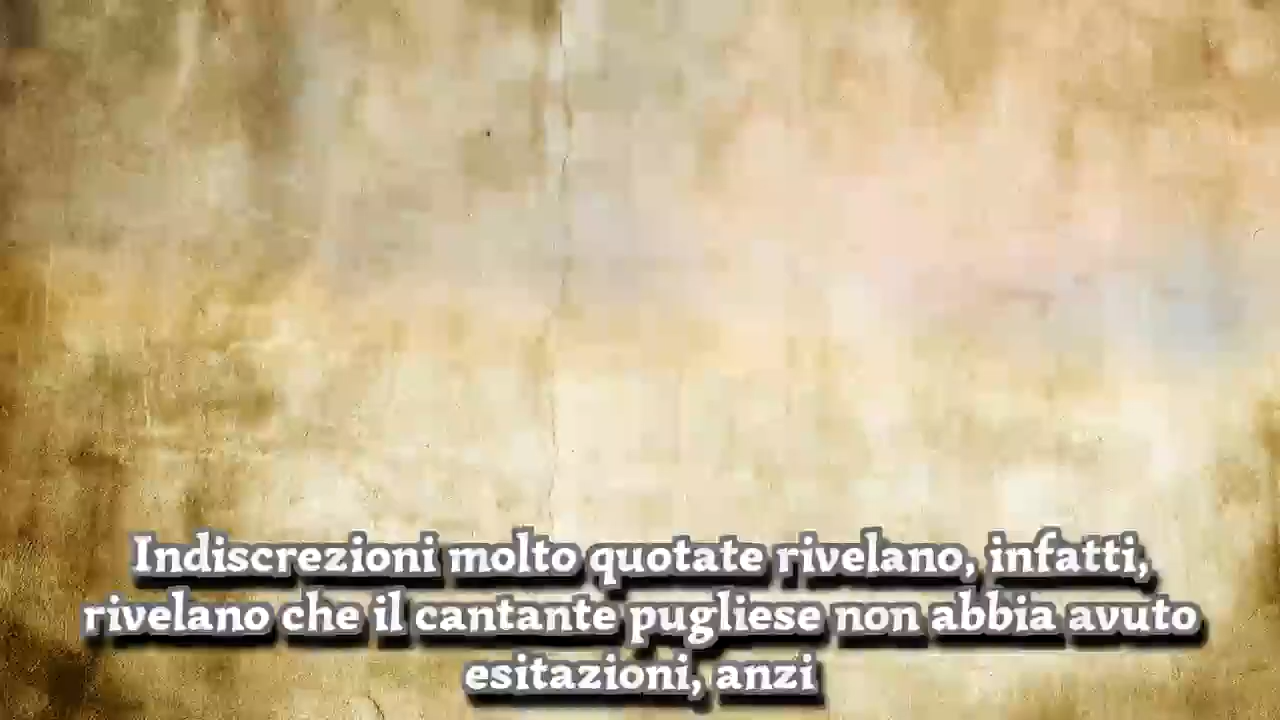 Indiscrezioni molto quotate rivelano, infatti,
rivelano che il cantante pugliese non abbia avuto
esitazioni, anzi